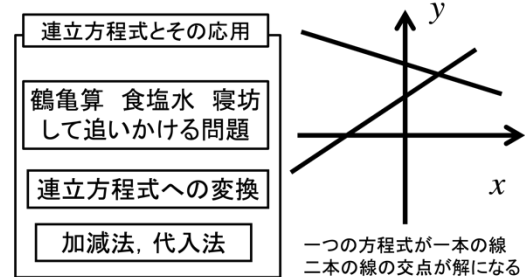 連立方程式とその応用
鶴亀算　食塩水　寝坊
して追いかける問題
連立方程式への変換
加減法，代入法
y
x
一つの方程式が一本の線
二本の線の交点が解になる